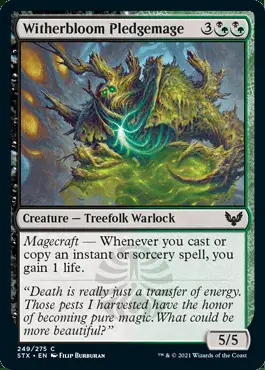 Witherbloom Pledgemage 3
Creature — Treefolk Warlock
Magecraft — Whenever you cast or
copy an instant or sorcery spell, you
gain 1 life.
“Death is really just a transfer of energy.
Those pests I harvested have the honor
of becoming pure magic. What could be
more beautiful?”
5/5
249/275 C
STX • EN Filip Burburan
™ & © 2021 Wizards of the Coast